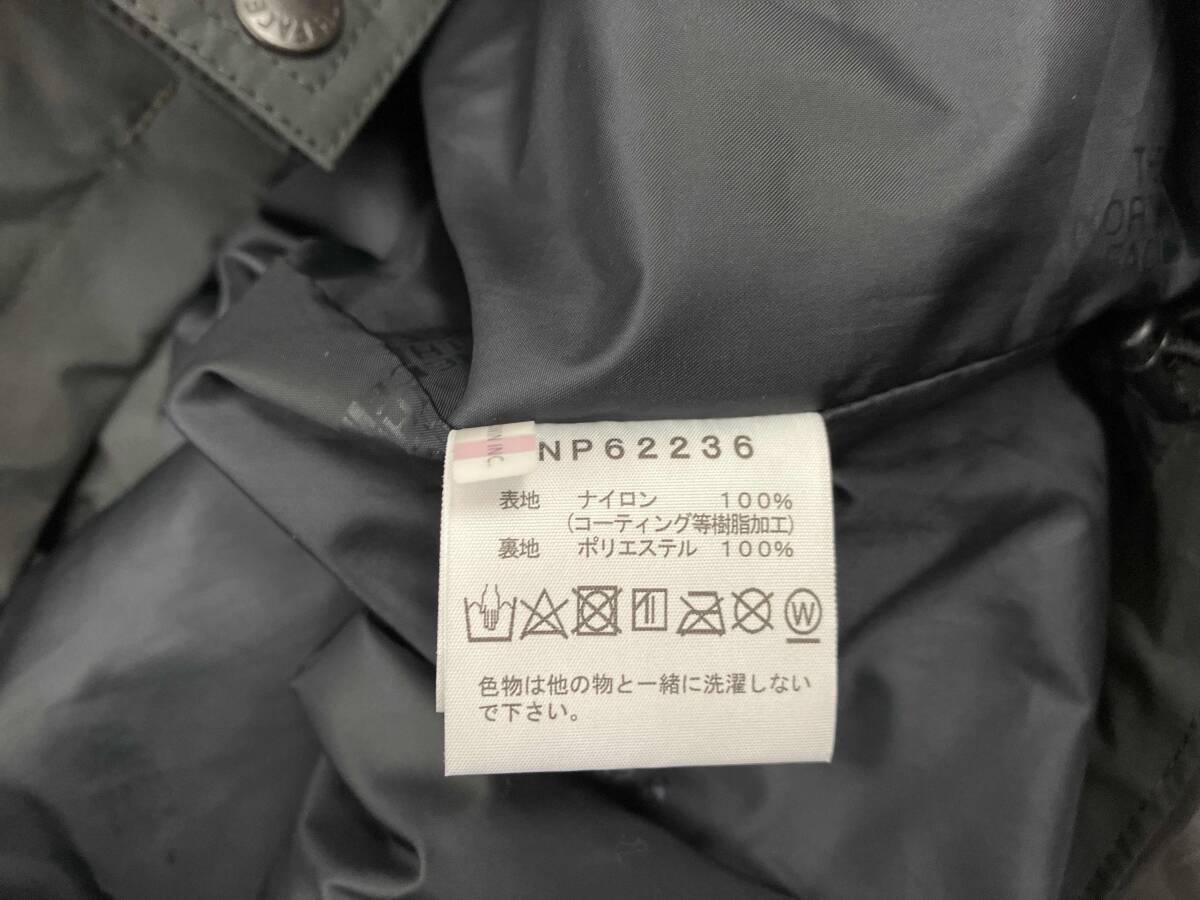 FACE
NP62236
表地 ナイロン 100%
(コーティング等樹脂加工)
裏地 ポリエステル 100%
W
色物は他の物と一緒に洗濯しない
で下さい。